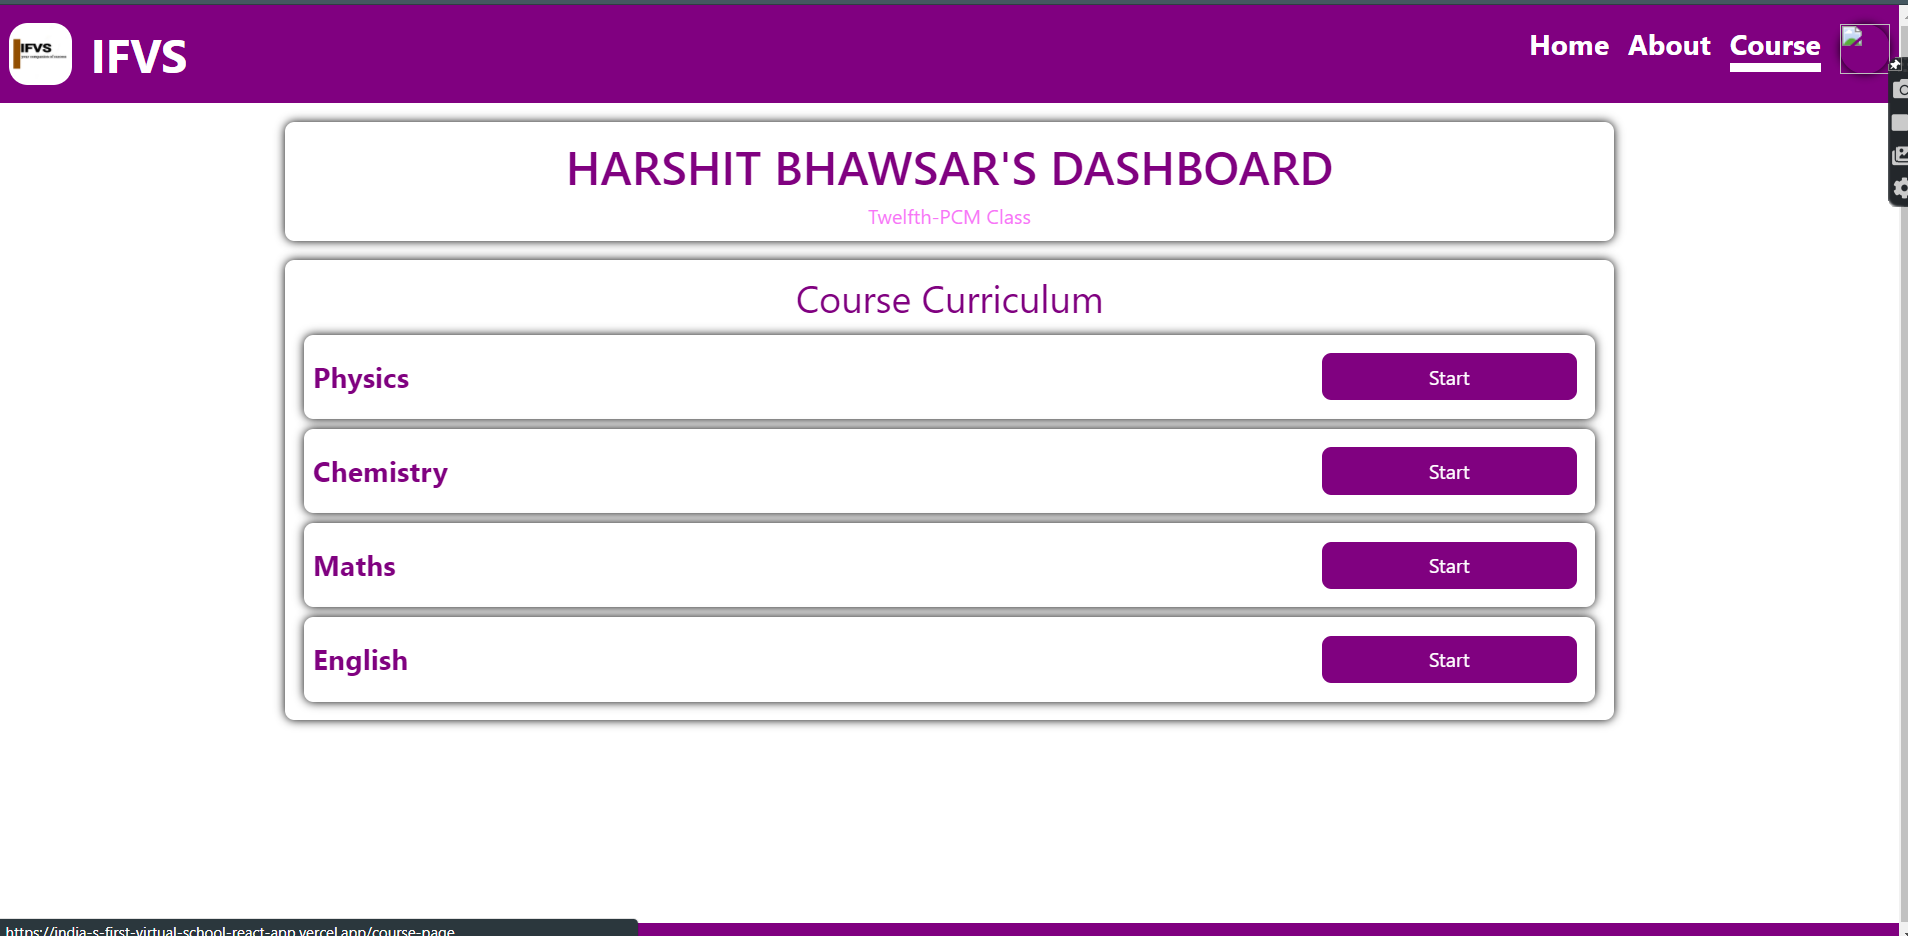 IFVS
IFVS
Home About Course
HARSHIT BHAWSAR'S DASHBOARD
Twelfth-PCM Class
Course Curriculum
Physics Start
Chemistry Start
Maths Start
English Start
https://india-s-first-virtual-school-react-app.vercel.app/course-page